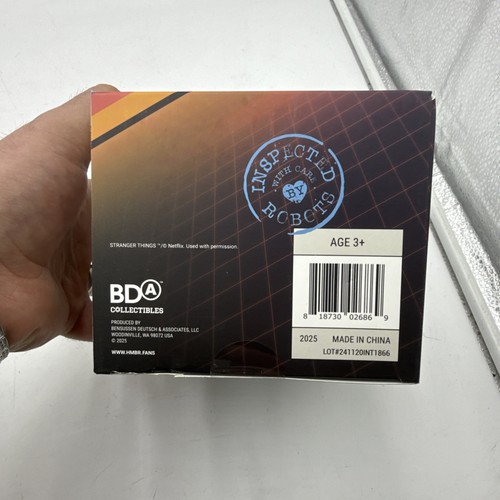 INSPECTED
WITH CARE
BY
ROBOTS
STRANGER THINGS ™/© Netflix. Used with permission.
AGE 3+
BDA™
COLLECTIBLES
8 18730 02686 9
PRODUCED BY
BENSUSSEN DEUTSCH & ASSOCIATES, LLC
WOODINVILLE, WA 98072 USA
© 2025
2025 MADE IN CHINA
LOT#241120INT1866
WWW.HMBR.FANS